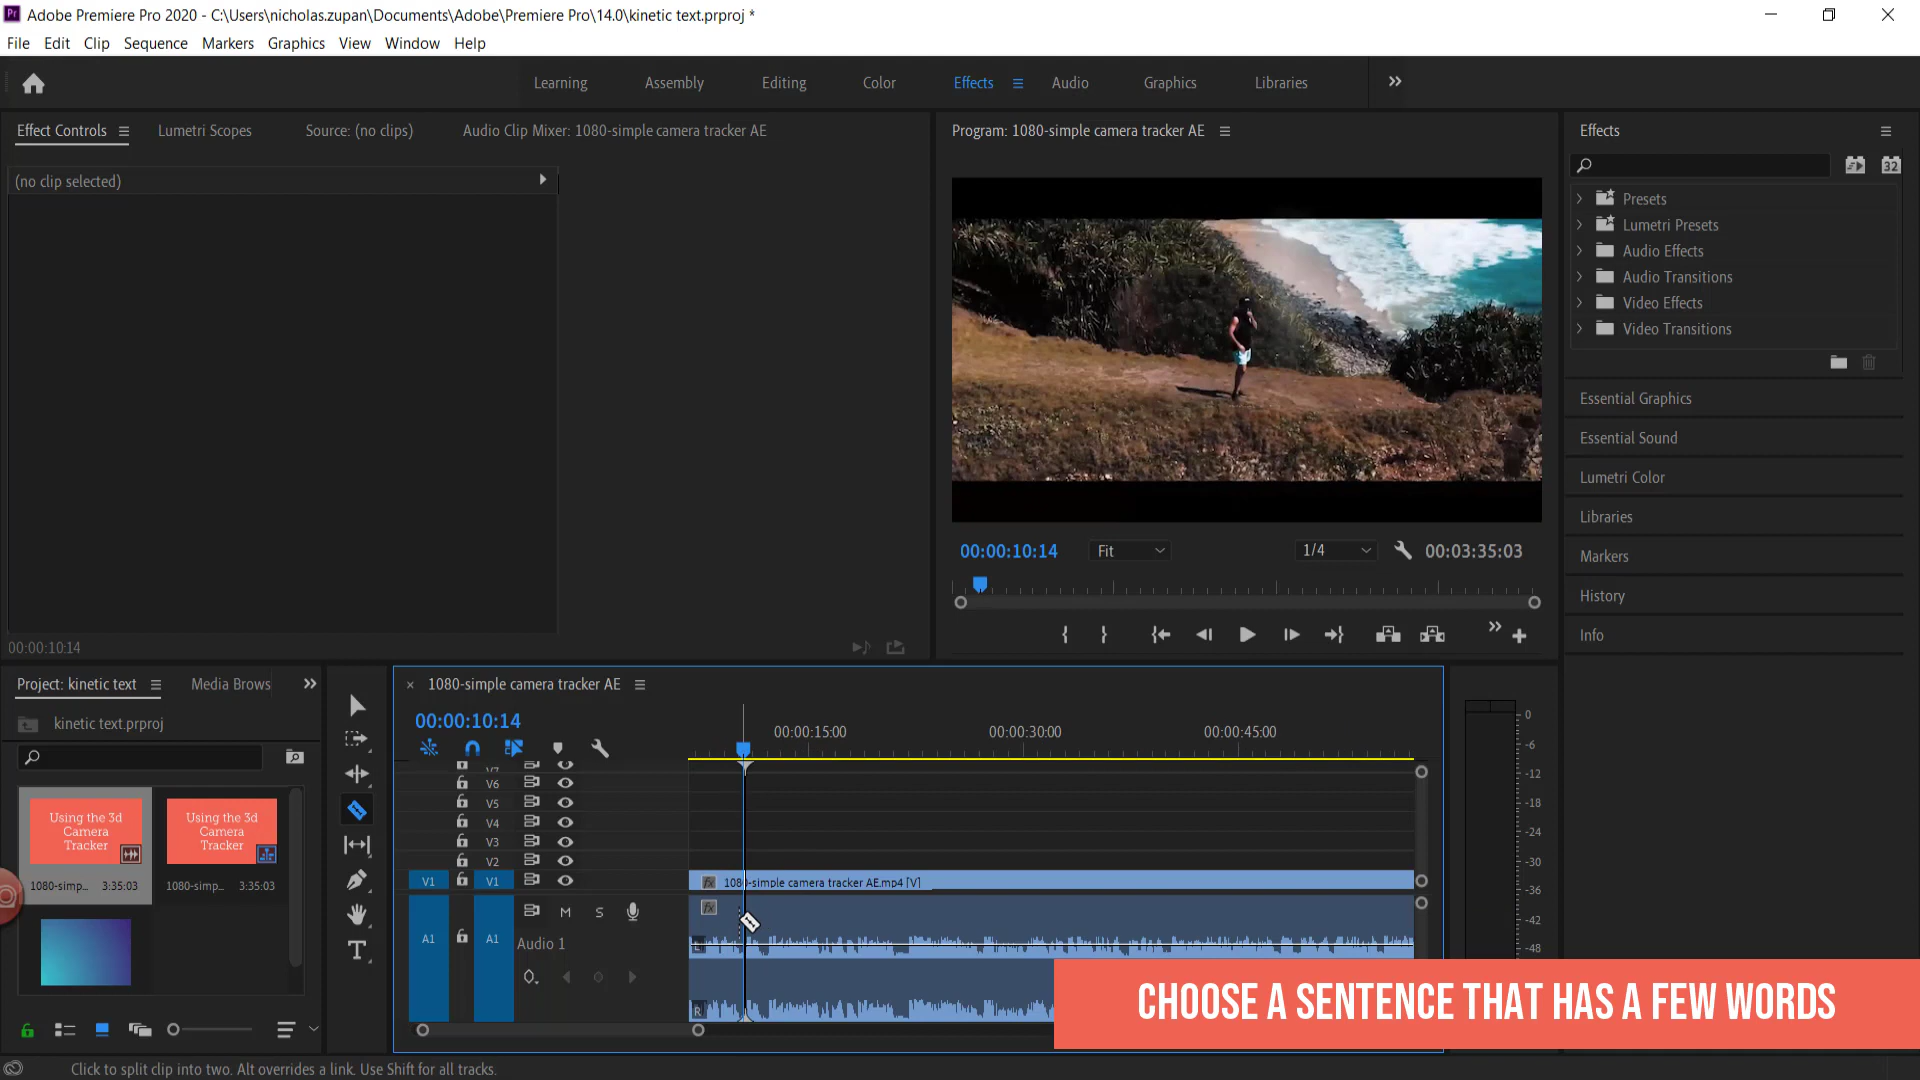 Adobe Premiere Pro 2020 - C:\Users\nicholas.zupan\Documents\Adobe\Premiere Pro\14.0\kinetic text.prproj *
File Edit Clip Sequence Markers Graphics View Window Help
Learning Assembly Editing Color Effects Audio Graphics Libraries
Effect Controls Lumetri Scopes Source: (no clips) Audio Clip Mixer: 1080-simple camera tracker AE
(no clip selected)
00:00:10:14
Program: 1080-simple camera tracker AE
00:00:10:14 Fit 1/4 00:03:35:03
Effects
32
Presets
Lumetri Presets
Audio Effects
Audio Transitions
Video Effects
Video Transitions
Essential Graphics
Essential Sound
Lumetri Color
Libraries
Markers
History
Info
Project: kinetic text Media Brows
kinetic text.prproj
Using the 3d
Camera
Tracker
1080-simp... 3:35:03
Using the 3d
Camera
Tracker
1080-simp... 3:35:03
1080-simple camera tracker AE
00:00:10:14
00:00:15:00 00:00:30:00 00:00:45:00
V7
V6
V5
V4
V3
V2
V1 V1
fx 1080-simple camera tracker AE.mp4 [V]
M S
fx
A1 A1 Audio 1
L
R
0
-6
-12
-18
-24
-30
-36
-42
-48
CHOOSE A SENTENCE THAT HAS A FEW WORDS
Click to split clip into two. Alt overrides a link. Use Shift for all tracks.